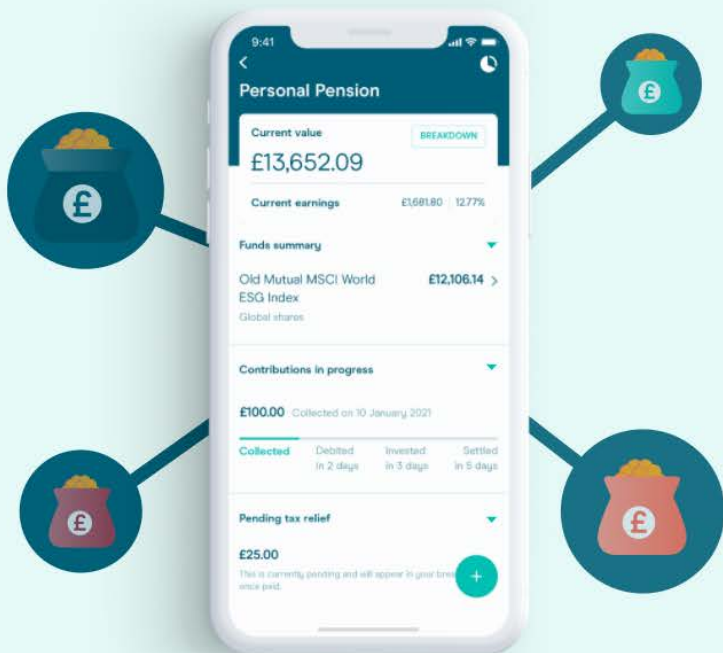 9:41
Personal Pension
Current value
BREAKDOWN
£13,652.09
Current earnings £1,681.80 12.77%
Funds summary
Old Mutual MSCI World £12,106.14
ESG Index
Global shares
Contributions in progress
£100.00 Collected on 10 January 2021
Collected Debited Invested Settled
in 2 days in 3 days in 5 days
Pending tax relief
£25.00
This is currently pending and will appear in your
once paid.
+
£
£
£
£